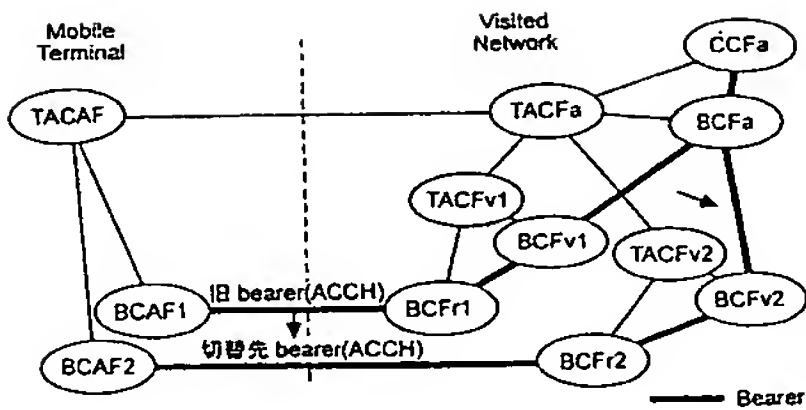 Mobile
Terminal
Visited
Network
CCFa
TACAF
TACFa
BCFa
TACFv1
BCFv1
TACFv2
BCAF1
旧 bearer(ACCH)
BCFr1
BCFv2
BCAF2
切替先 bearer(ACCH)
BCFr2
Bearer